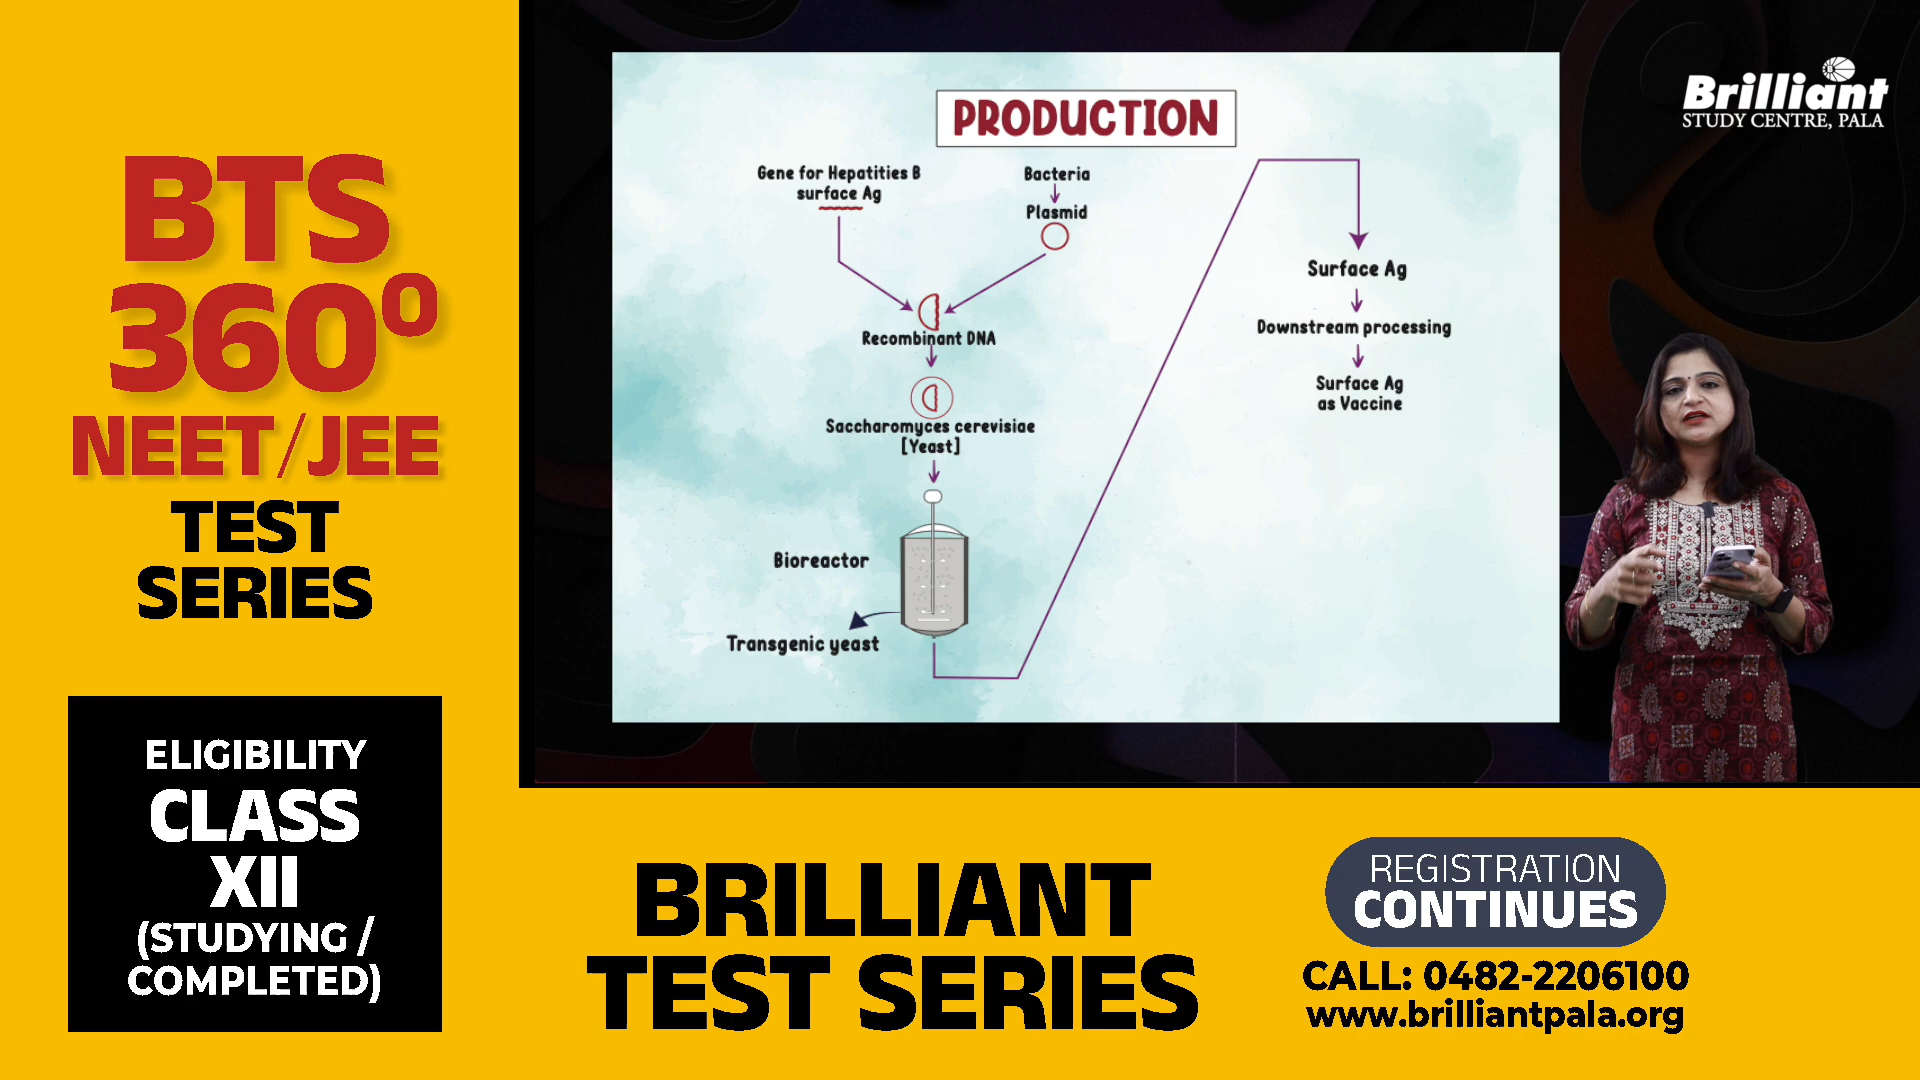 BTS
360⁰
NEET/JEE
TEST
SERIES
ELIGIBILITY
CLASS
XII
(STUDYING /
COMPLETED)
PRODUCTION
Gene for Hepatities B
surface Ag
Bacteria
Plasmid
Recombinant DNA
Saccharomyces cerevisiae
[Yeast]
Bioreactor
Transgenic yeast
Surface Ag
Downstream processing
Surface Ag
as Vaccine
Brilliant
STUDY CENTRE, PALA
BRILLIANT
TEST SERIES
REGISTRATION
CONTINUES
CALL: 0482-2206100
www.brilliantpala.org